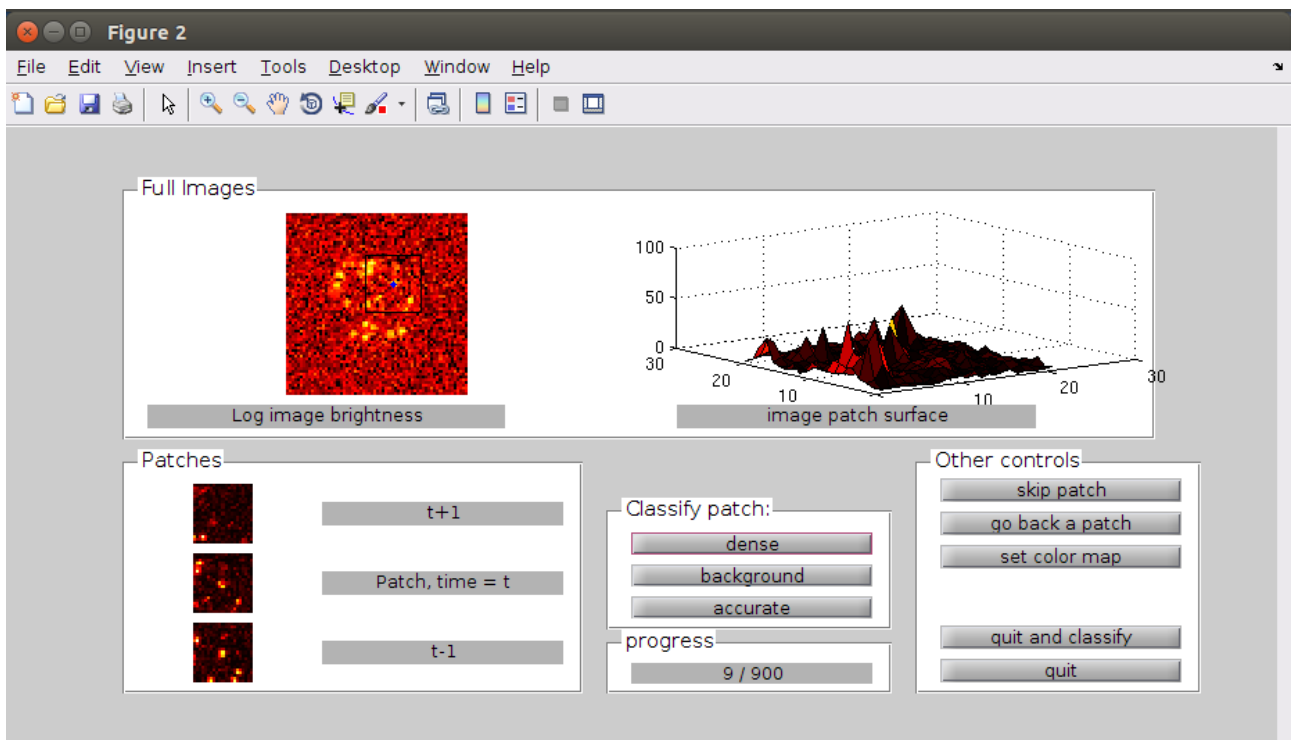 Figure 2
File Edit View Insert Tools Desktop Window Help
Full Images
100
50
0
30
20
10
10
20
30
Log image brightness
image patch surface
Patches
t+1
Patch, time = t
t-1
Classify patch:
dense
background
accurate
progress
9 / 900
Other controls
skip patch
go back a patch
set color map
quit and classify
quit